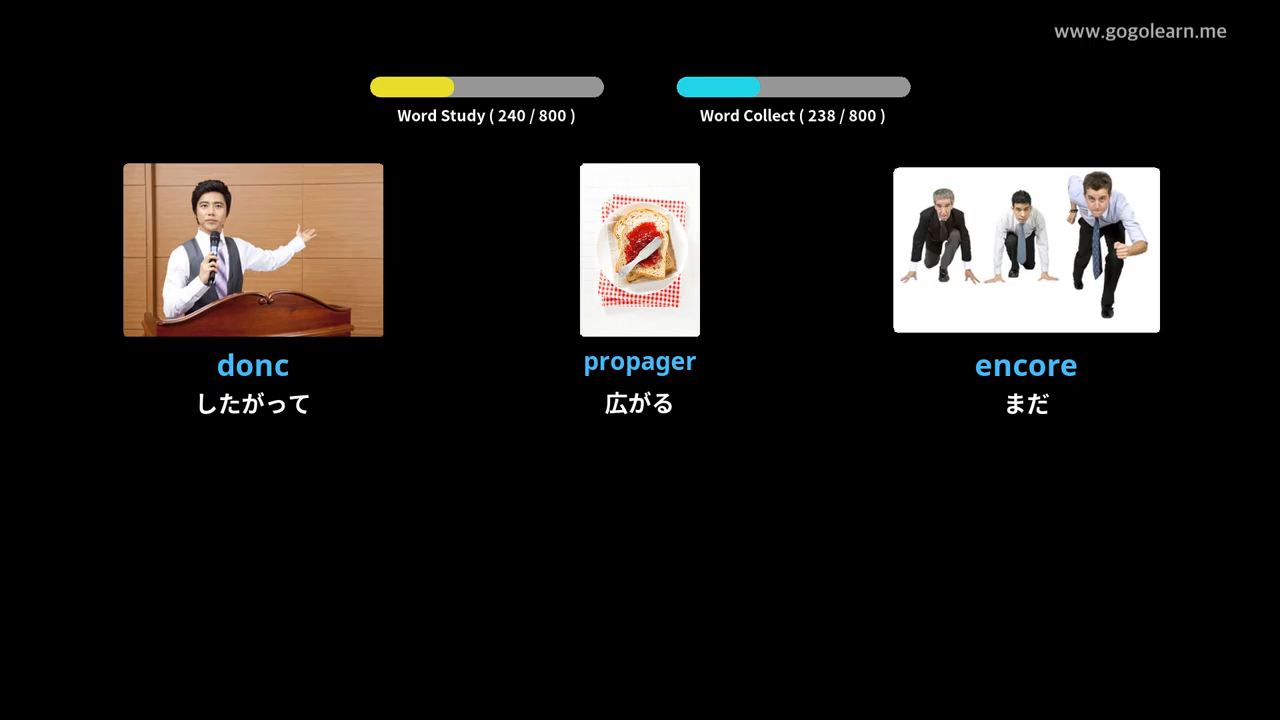 www.gogolearn.me
Word Study ( 240 / 800 )
Word Collect ( 238 / 800 )
donc
propager
encore
したがって
広がる
まだ